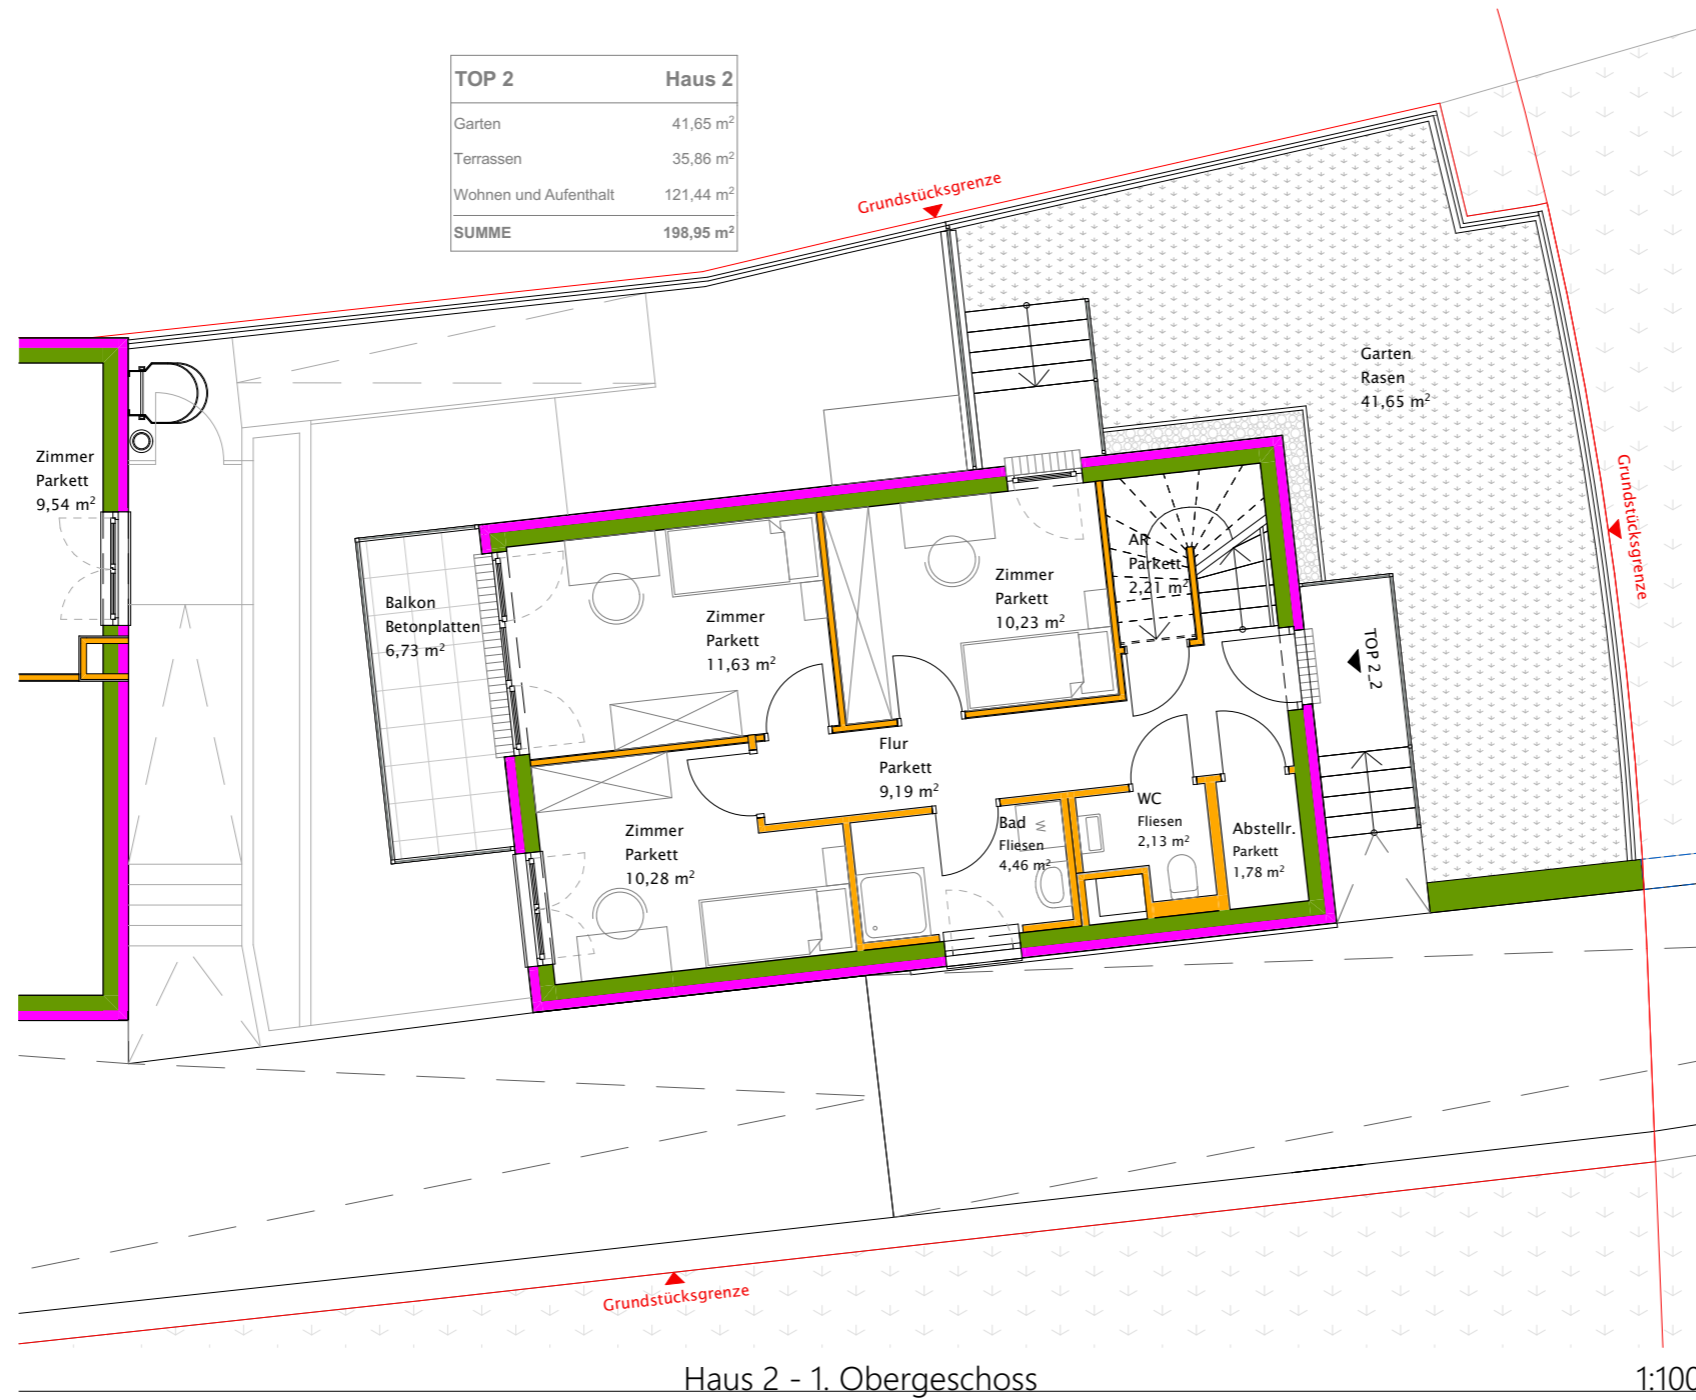 TOP 2 Haus 2
Garten 41,65 m²
Terrassen 35,86 m²
Wohnen und Aufenthalt 121,44 m²
SUMME 198,95 m²
Grundstücksgrenze
Garten
Rasen
41,65 m²
Zimmer
Parkett
9,54 m²
Grundstücksgrenze
AR
Parkett
2,21 m²
Zimmer
Parkett
10,23 m²
Balkon
Betonplatten
6,73 m²
Zimmer
Parkett
11,63 m²
TOP 2_2
Flur
Parkett
9,19 m²
Zimmer
Parkett
10,28 m²
Bad
Fliesen
4,46 m²
W
WC
Fliesen
2,13 m²
Abstellr.
Parkett
1,78 m²
Grundstücksgrenze
Haus 2 - 1. Obergeschoss 1:100